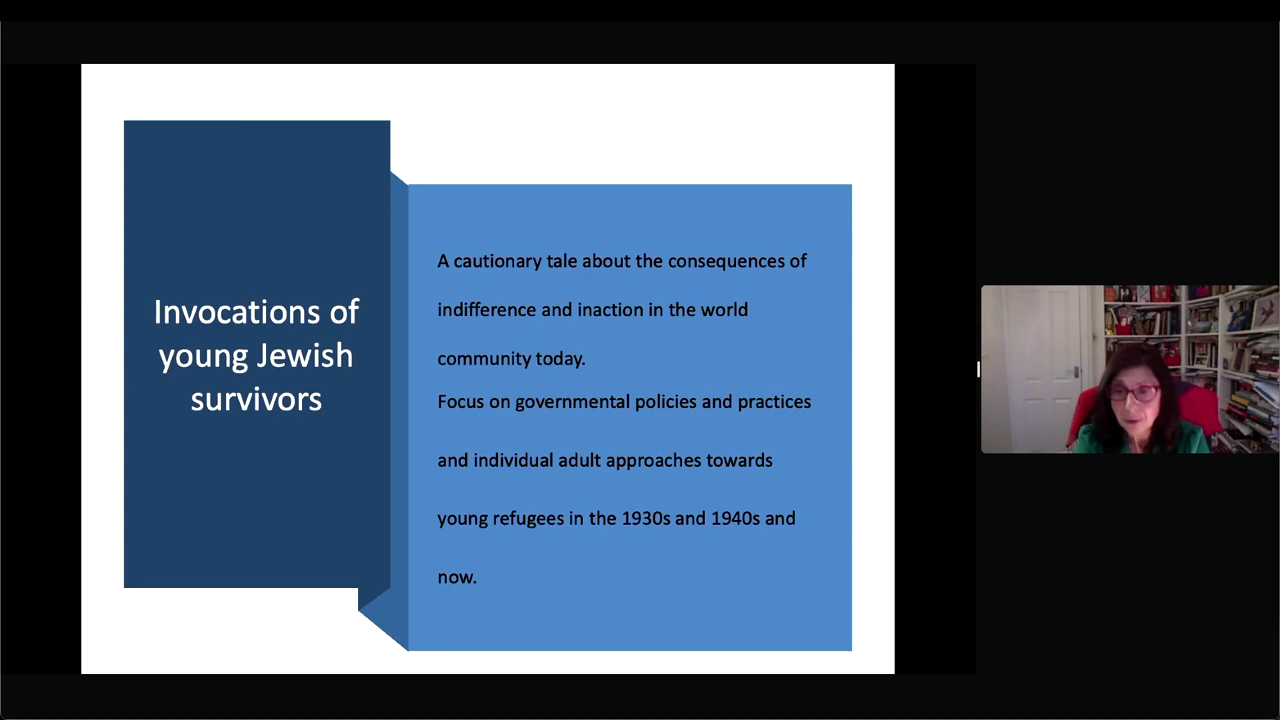 Invocations of
young Jewish
survivors
A cautionary tale about the consequences of
indifference and inaction in the world
community today.
Focus on governmental policies and practices
and individual adult approaches towards
young refugees in the 1930s and 1940s and
now.